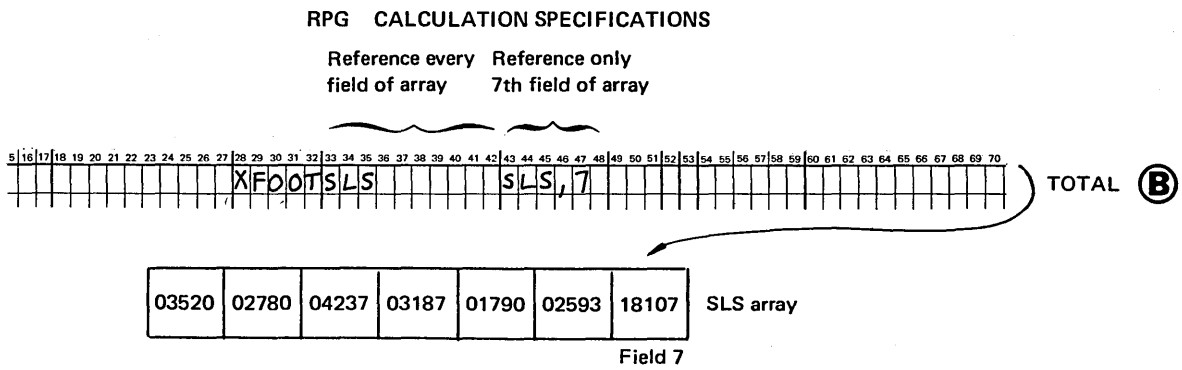 RPG CALCULATION SPECIFICATIONS
Reference every field of array
Reference only 7th field of array
5 16 17 18 19 20 21 22 23 24 25 26 27 28 29 30 31 32 33 34 35 36 37 38 39 40 41 42 43 44 45 46 47 48 49 50 51 52 53 54 55 56 57 58 59 60 61 62 63 64 65 66 67 68 69 70
XFOOTSLS SLS,7
TOTAL B
03520 02780 04237 03187 01790 02593 18107 SLS array
Field 7